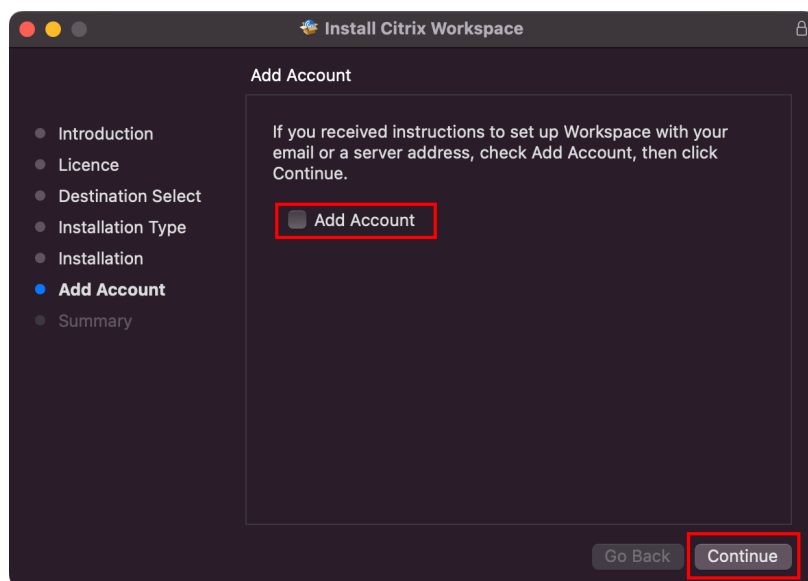 Install Citrix Workspace
Add Account
Introduction
Licence
Destination Select
Installation Type
Installation
Add Account
Summary
If you received instructions to set up Workspace with your
email or a server address, check Add Account, then click
Continue.
Add Account
Go Back
Continue